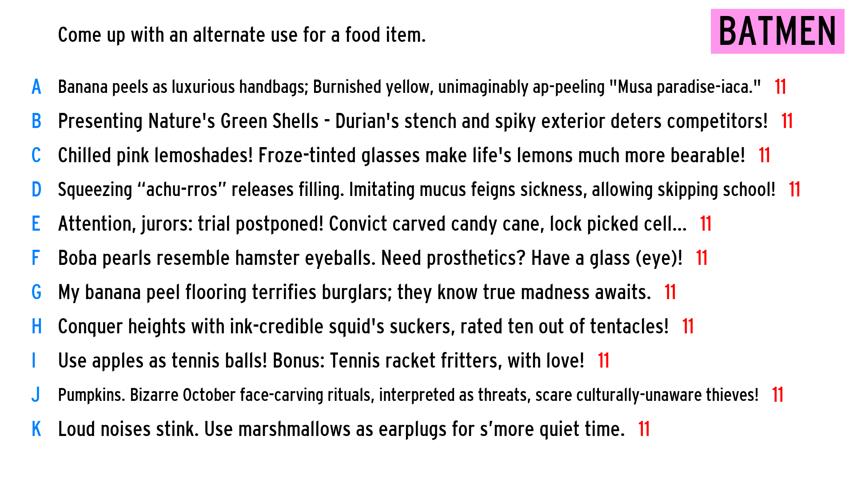 Come up with an alternate use for a food item.
BATMEN
A Banana peels as luxurious handbags; Burnished yellow, unimaginably ap-peeling "Musa paradise-iaca." 11
B Presenting Nature's Green Shells - Durian's stench and spiky exterior deters competitors! 11
C Chilled pink lemoshades! Froze-tinted glasses make life's lemons much more bearable! 11
D Squeezing “achu-rros” releases filling. Imitating mucus feigns sickness, allowing skipping school! 11
E Attention, jurors: trial postponed! Convict carved candy cane, lock picked cell... 11
F Boba pearls resemble hamster eyeballs. Need prosthetics? Have a glass (eye)! 11
G My banana peel flooring terrifies burglars; they know true madness awaits. 11
H Conquer heights with ink-credible squid's suckers, rated ten out of tentacles! 11
I Use apples as tennis balls! Bonus: Tennis racket fritters, with love! 11
J Pumpkins. Bizarre October face-carving rituals, interpreted as threats, scare culturally-unaware thieves! 11
K Loud noises stink. Use marshmallows as earplugs for s’more quiet time. 11